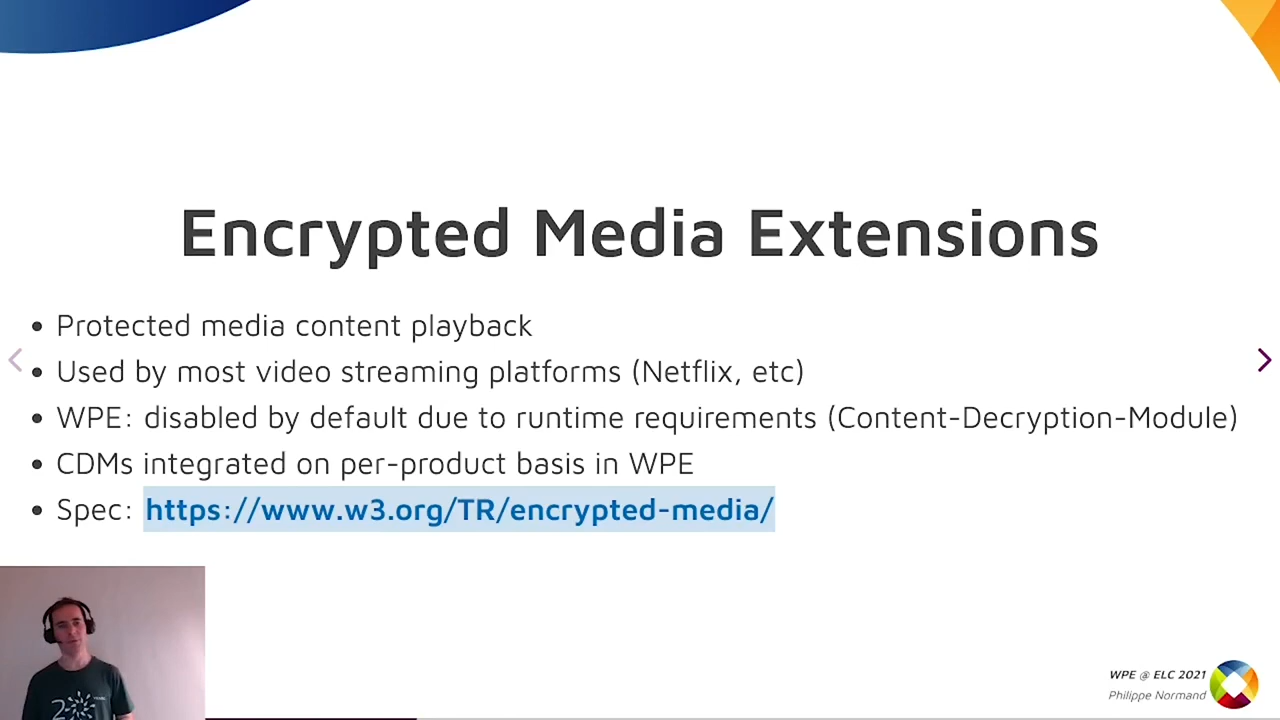 Encrypted Media Extensions
Protected media content playback
Used by most video streaming platforms (Netflix, etc)
WPE: disabled by default due to runtime requirements (Content-Decryption-Module)
CDMs integrated on per-product basis in WPE
Spec: https://www.w3.org/TR/encrypted-media/
20
WPE @ ELC 2021
Philippe Normand